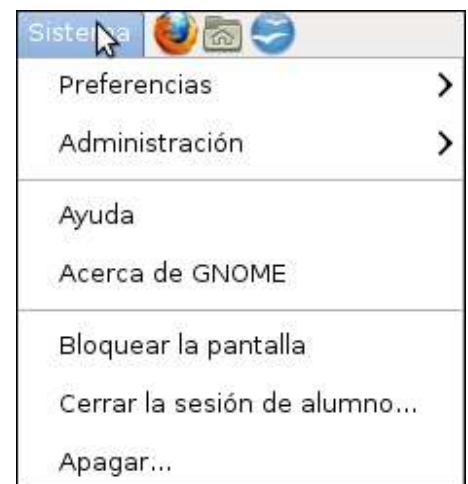 Sistema
Preferencias
Administración
Ayuda
Acerca de GNOME
Bloquear la pantalla
Cerrar la sesión de alumno...
Apagar...